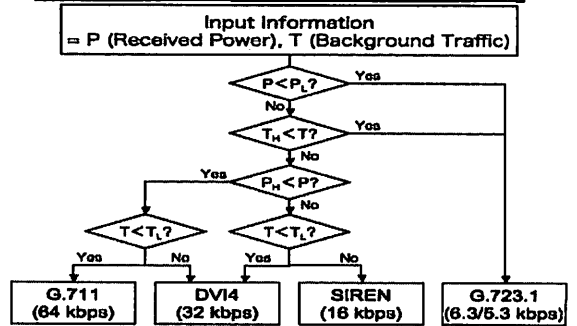 Input Information
= P (Received Power), T (Background Traffic)
P<PL?
Yes
No
TH<T?
Yes
No
Yes
PH<P?
No
T<TL?
T<TL?
Yes
No
Yes
No
G.711
(64 kbps)
DVI4
(32 kbps)
SIREN
(16 kbps)
G.723.1
(6.3/5.3 kbps)